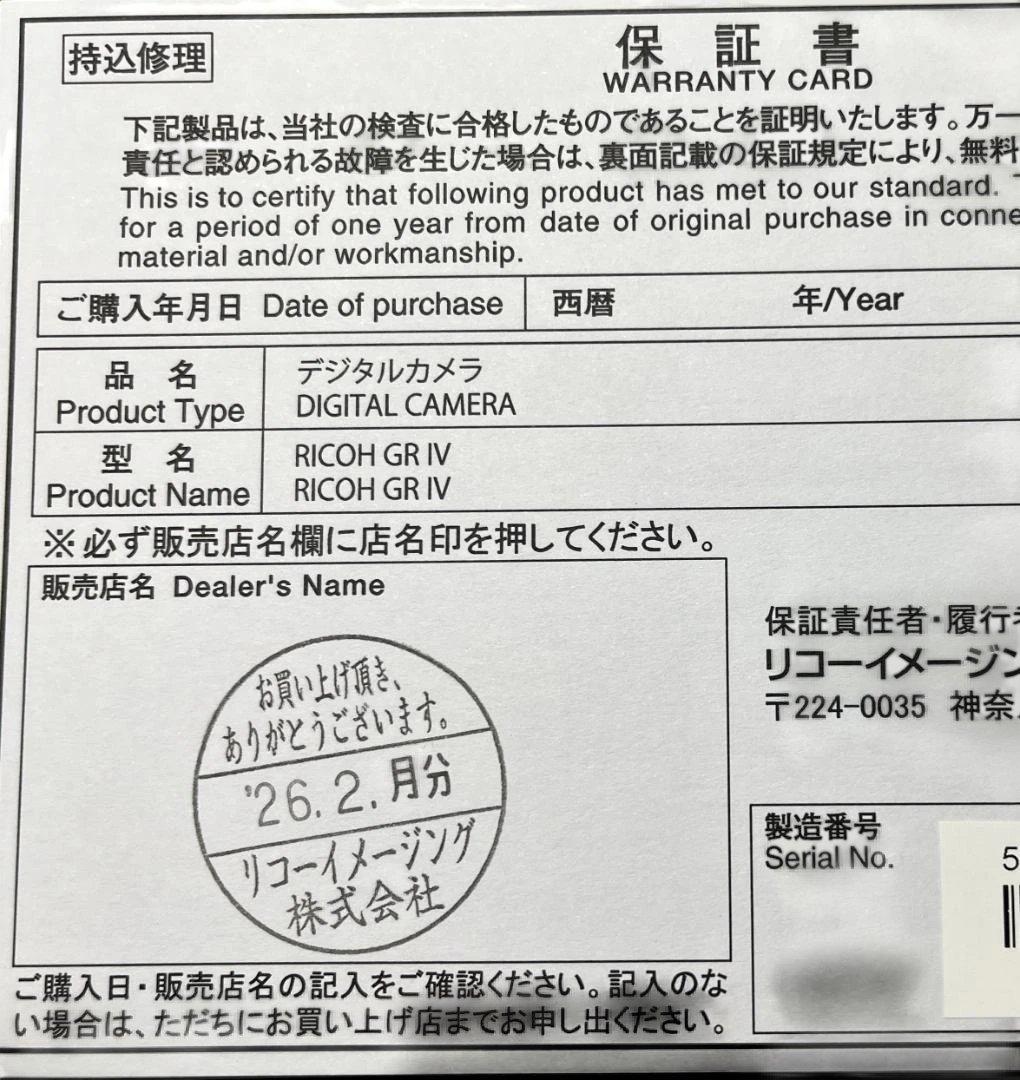 持込修理
保証書
WARRANTY CARD
下記製品は、当社の検査に合格したものであることを証明いたします。万一
責任と認められる故障を生じた場合は、裏面記載の保証規定により、無料
This is to certify that following product has met to our standard.
for a period of one year from date of original purchase in conne
material and/or workmanship.
ご購入年月日 Date of purchase 西暦 年/Year
品名 デジタルカメラ
Product Type DIGITAL CAMERA
型名 RICOH GR IV
Product Name RICOH GR IV
※必ず販売店名欄に店名印を押してください。
販売店名 Dealer's Name
お買い上げ頂き、
ありがとうございます。
'26.2.月分
リコーイメージング
株式会社
保証責任者・履行者
リコーイメージン
〒224-0035 神奈
製造番号
Serial No.
5
ご購入日・販売店名の記入をご確認ください。記入のな
い場合は、ただちにお買い上げ店までお申し出ください。